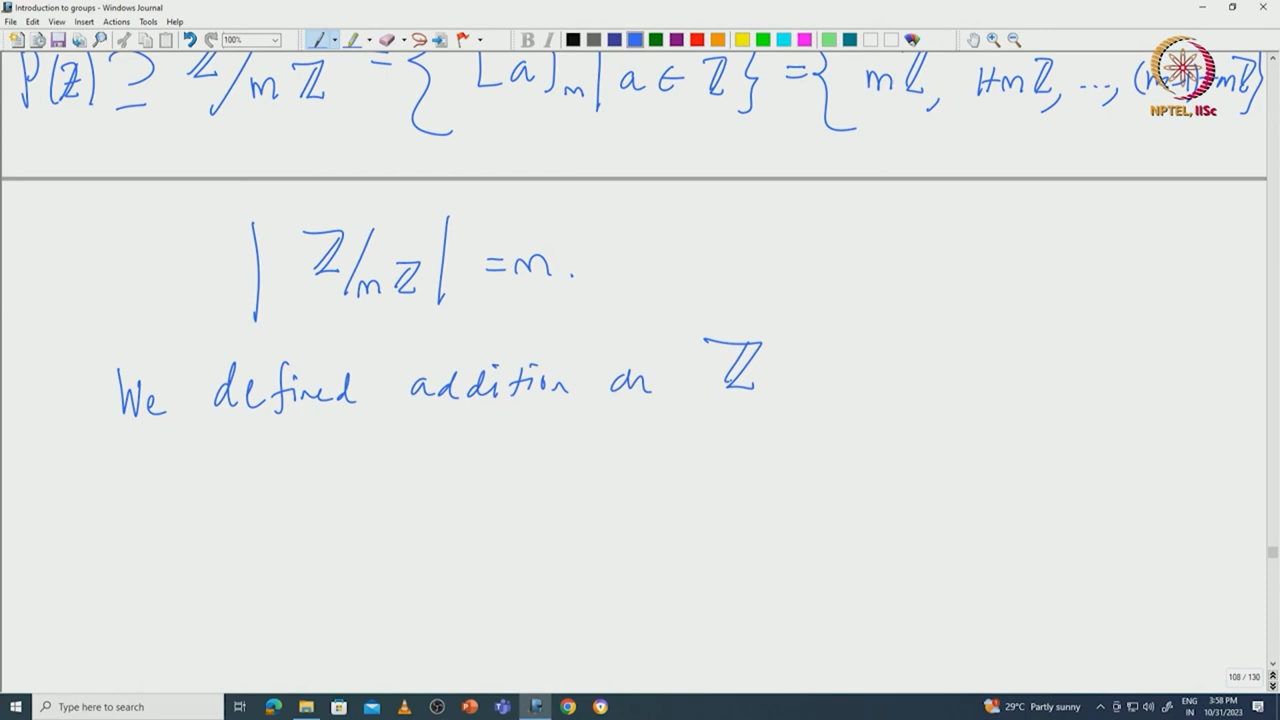 Introduction to groups - Windows Journal
File Edit View Insert Actions Tools Help
100% B I
P(ℤ) ⊇ ℤ/mℤ = { [a]_m | a ∈ ℤ } = { mℤ, 1+mℤ, ..., (m-1)+mℤ}
NPTEL, IISc
| ℤ/mℤ | = m.
We defined addition on ℤ
108 / 130
Type here to search
29°C Partly sunny
ENG
IN
3:58 PM
10/31/2023